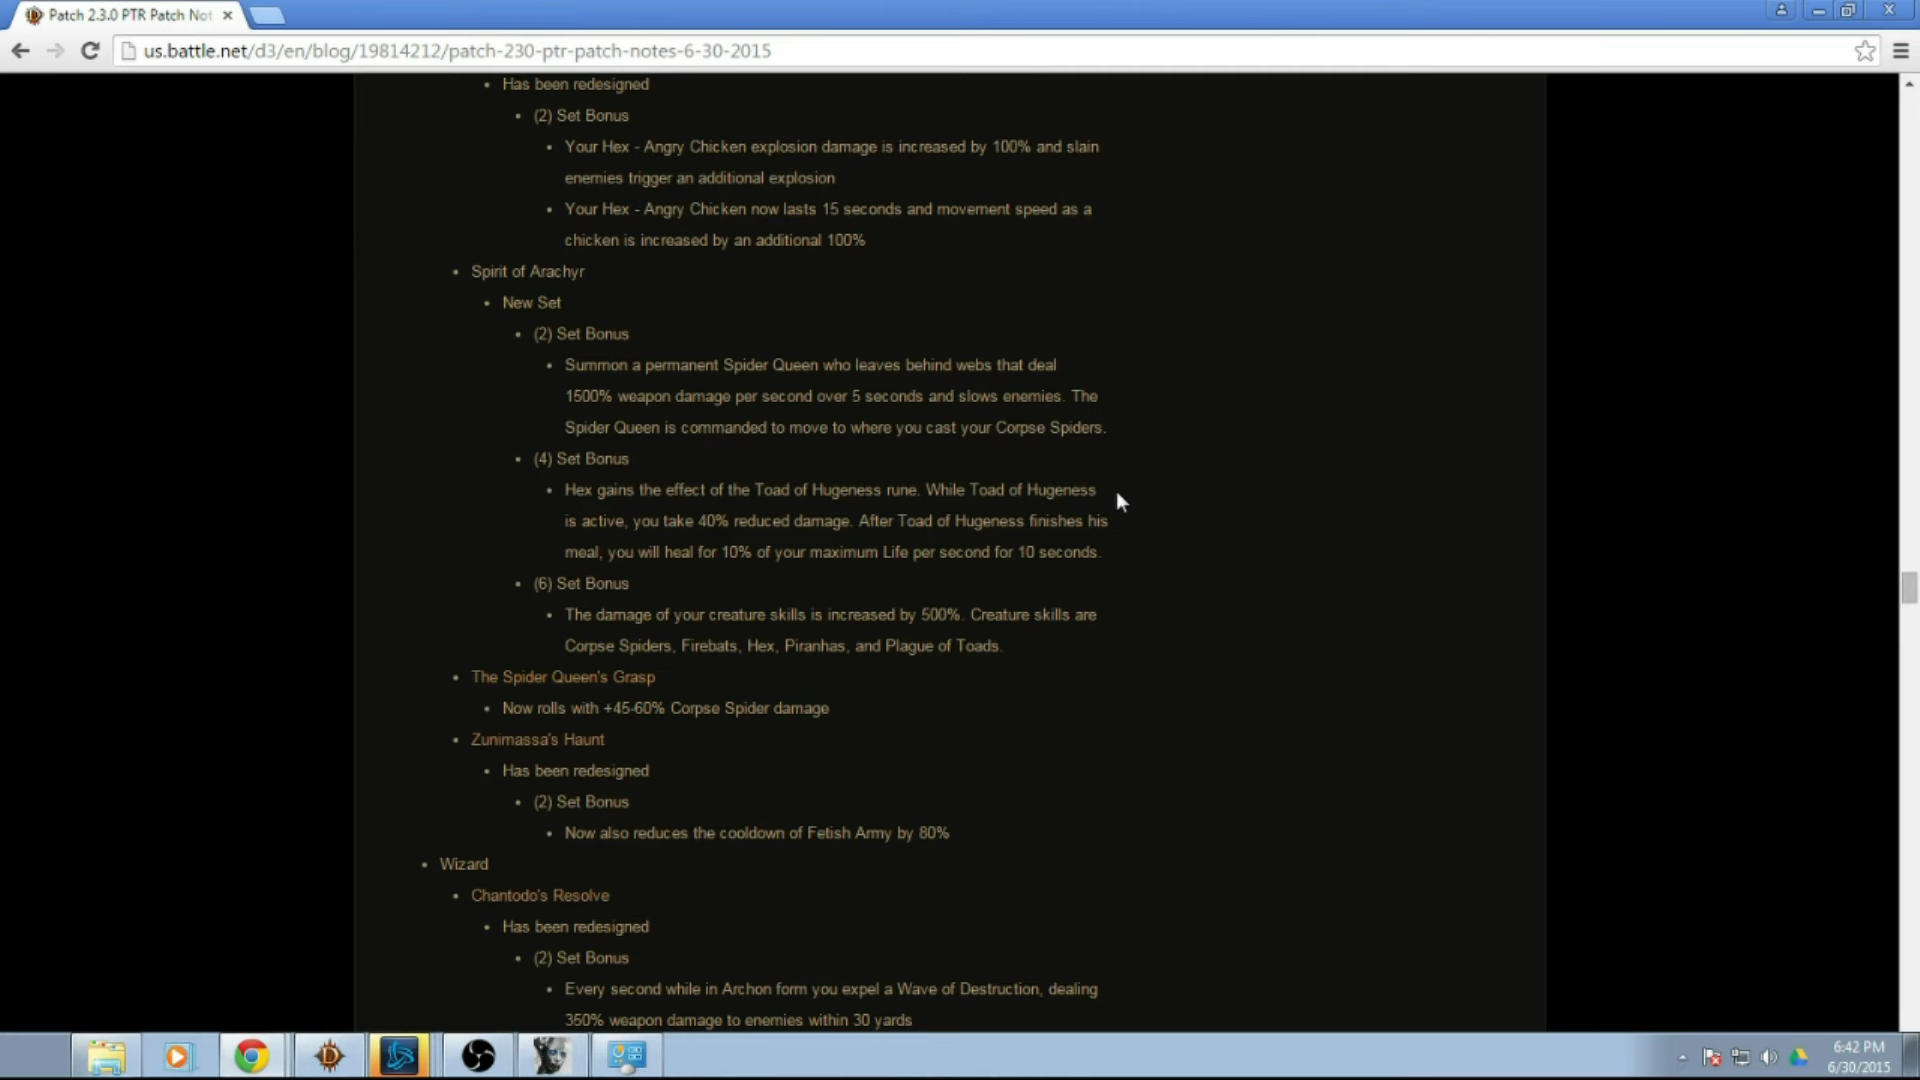 Patch 2.3.0 PTR Patch Not
us.battle.net/d3/en/blog/19814212/patch-230-ptr-patch-notes-6-30-2015
Has been redesigned
(2) Set Bonus
Your Hex - Angry Chicken explosion damage is increased by 100% and slain
enemies trigger an additional explosion
Your Hex - Angry Chicken now lasts 15 seconds and movement speed as a
chicken is increased by an additional 100%
Spirit of Arachyr
New Set
(2) Set Bonus
Summon a permanent Spider Queen who leaves behind webs that deal
1500% weapon damage per second over 5 seconds and slows enemies. The
Spider Queen is commanded to move to where you cast your Corpse Spiders.
(4) Set Bonus
Hex gains the effect of the Toad of Hugeness rune. While Toad of Hugeness
is active, you take 40% reduced damage. After Toad of Hugeness finishes his
meal, you will heal for 10% of your maximum Life per second for 10 seconds.
(6) Set Bonus
The damage of your creature skills is increased by 500%. Creature skills are
Corpse Spiders, Firebats, Hex, Piranhas, and Plague of Toads.
The Spider Queen's Grasp
Now rolls with +45-60% Corpse Spider damage
Zunimassa's Haunt
Has been redesigned
(2) Set Bonus
Now also reduces the cooldown of Fetish Army by 80%
Wizard
Chantodo's Resolve
Has been redesigned
(2) Set Bonus
Every second while in Archon form you expel a Wave of Destruction, dealing
350% weapon damage to enemies within 30 yards
6:42 PM
6/30/2015